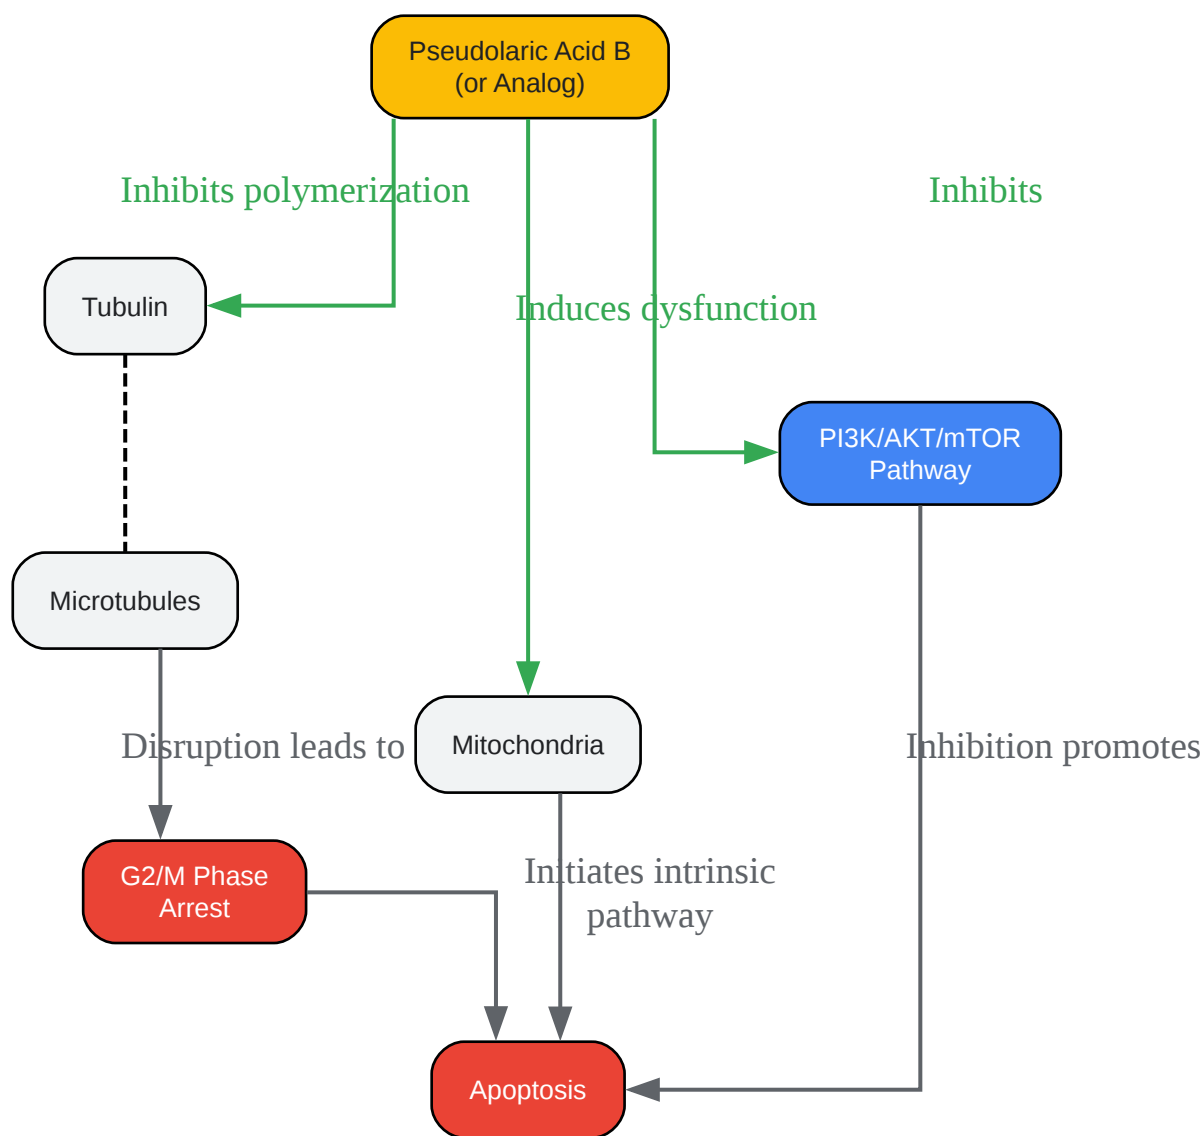 Pseudolaric Acid B
(or Analog)
Inhibits polymerization
Inhibits
Tubulin
Induces dysfunction
PI3K/AKT/mTOR
Pathway
Microtubules
Disruption leads to
Mitochondria
Inhibition promotes
G2/M Phase
Arrest
Initiates intrinsic
pathway
Apoptosis